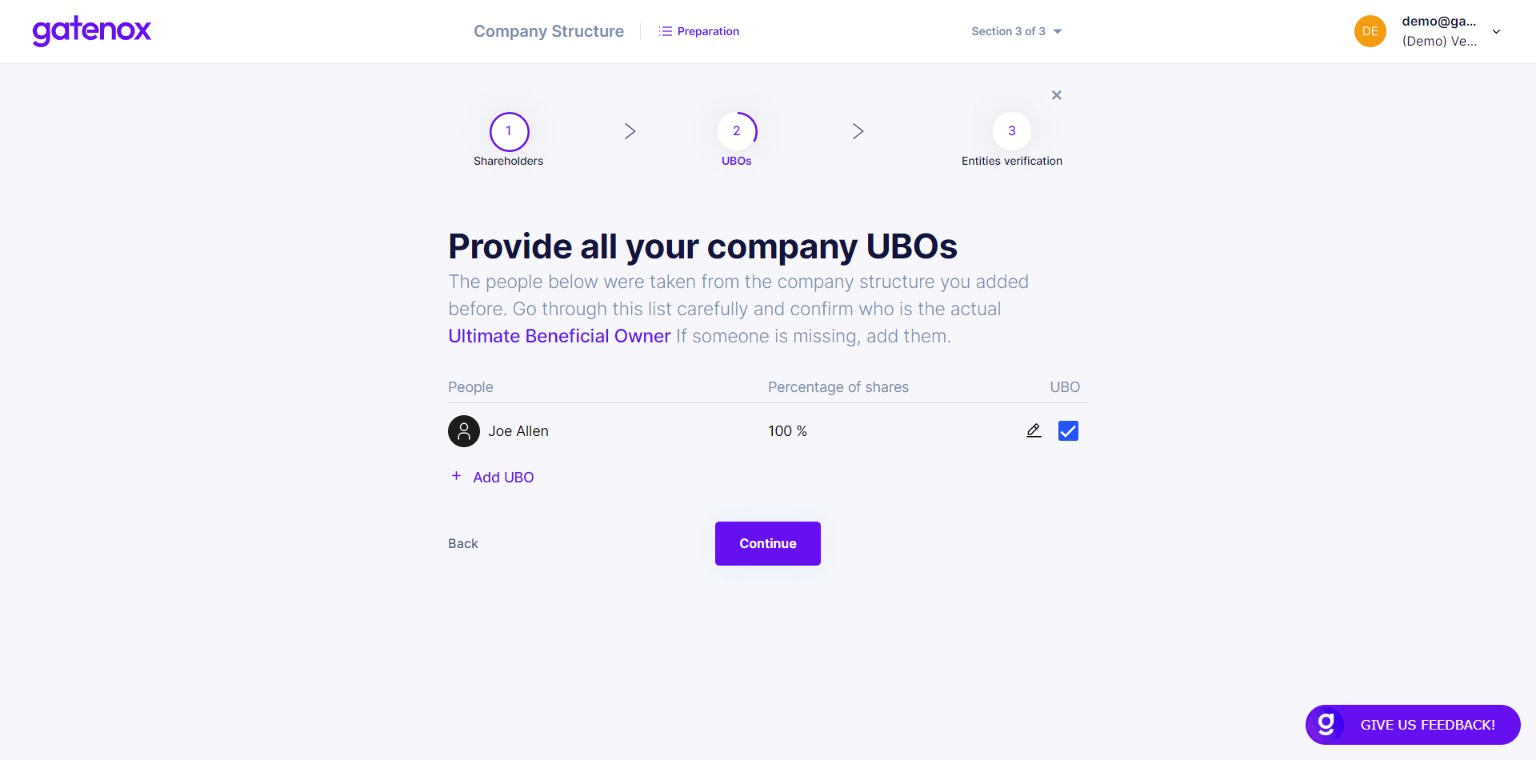 gatenox
Company Structure
Preparation
Section 3 of 3
DE
demo@ga...
(Demo) Ve...
1
2
3
Shareholders
UBOs
Entities verification
Provide all your company UBOs
The people below were taken from the company structure you added
before. Go through this list carefully and confirm who is the actual
Ultimate Beneficial Owner If someone is missing, add them.
People
Percentage of shares
UBO
Joe Allen
100 %
+ Add UBO
Back
Continue
g
GIVE US FEEDBACK!